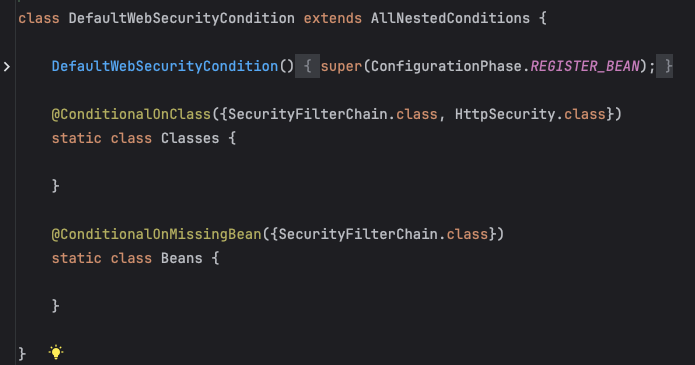 class DefaultWebSecurityCondition extends AllNestedConditions {
DefaultWebSecurityCondition() { super(ConfigurationPhase.REGISTER_BEAN); }
@ConditionalOnClass({SecurityFilterChain.class, HttpSecurity.class})
static class Classes {
}
@ConditionalOnMissingBean({SecurityFilterChain.class})
static class Beans {
}
}